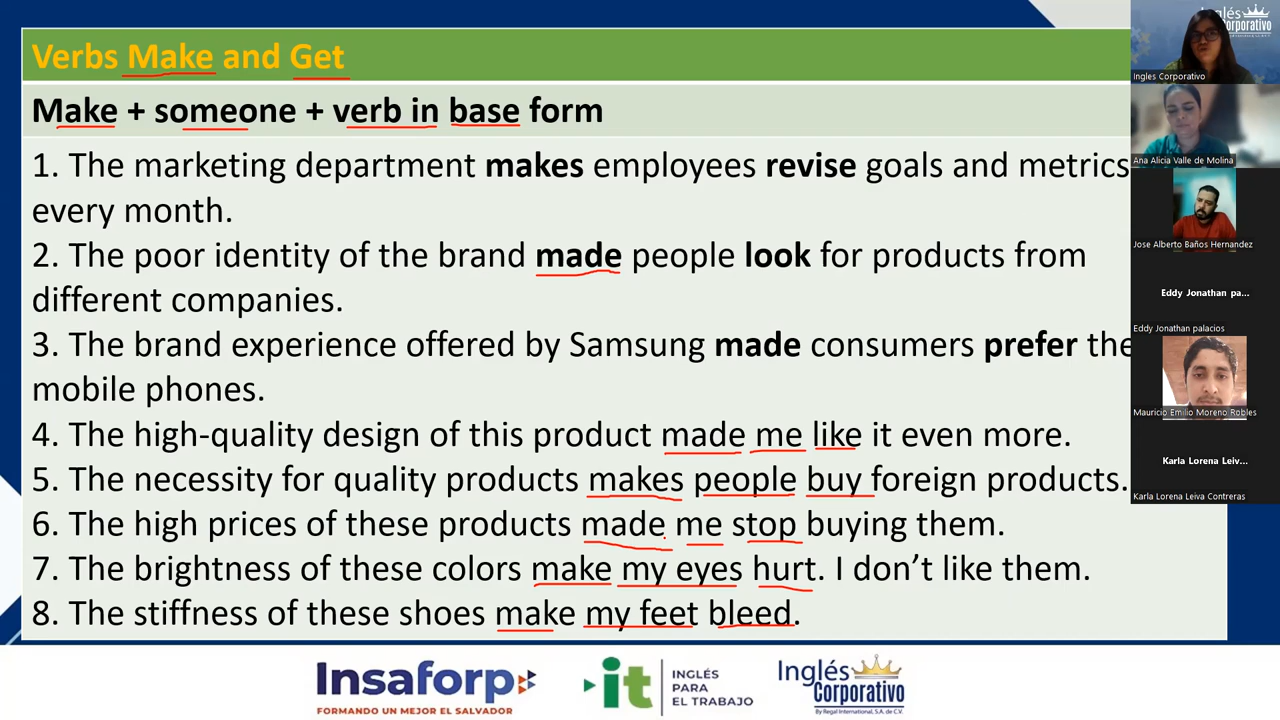 Verbs Make and Get
Make + someone + verb in base form
1. The marketing department makes employees revise goals and metrics
every month.
2. The poor identity of the brand made people look for products from
different companies.
3. The brand experience offered by Samsung made consumers prefer the
mobile phones.
4. The high-quality design of this product made me like it even more.
5. The necessity for quality products makes people buy foreign products.
6. The high prices of these products made me stop buying them.
7. The brightness of these colors make my eyes hurt. I don't like them.
8. The stiffness of these shoes make my feet bleed.
Inglés
Corporativo
Ingles Corporativo
Ana Alicia Valle de Molina
Jose Alberto Baños Hernandez
Eddy Jonathan pa...
Eddy Jonathan palacios
Mauricio Emilio Moreno Robles
Karla Lorena Leiv...
Karla Lorena Leiva Contreras
Insaforp
FORMANDO UN MEJOR EL SALVADOR
it
INGLÉS
PARA
EL TRABAJO
Inglés
Corporativo
By Regal International, S.A. de C.V.